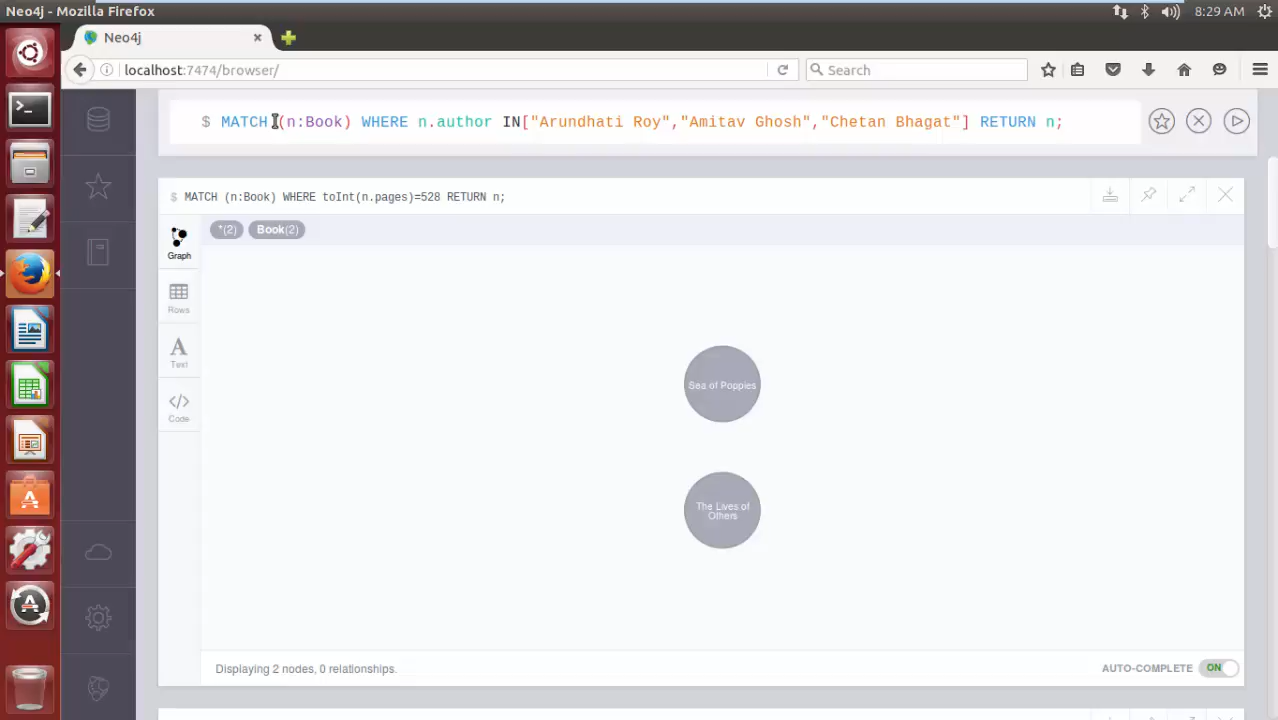 Neo4j - Mozilla Firefox
8:29 AM
Neo4j
localhost:7474/browser/
Search
$ MATCH (n:Book) WHERE n.author IN["Arundhati Roy","Amitav Ghosh","Chetan Bhagat"] RETURN n;
$ MATCH (n:Book) WHERE toInt(n.pages)=528 RETURN n;
*(2) Book(2)
Graph
Rows
Text
Code
Sea of Poppies
The Lives of
Others
Displaying 2 nodes, 0 relationships.
AUTO-COMPLETE ON